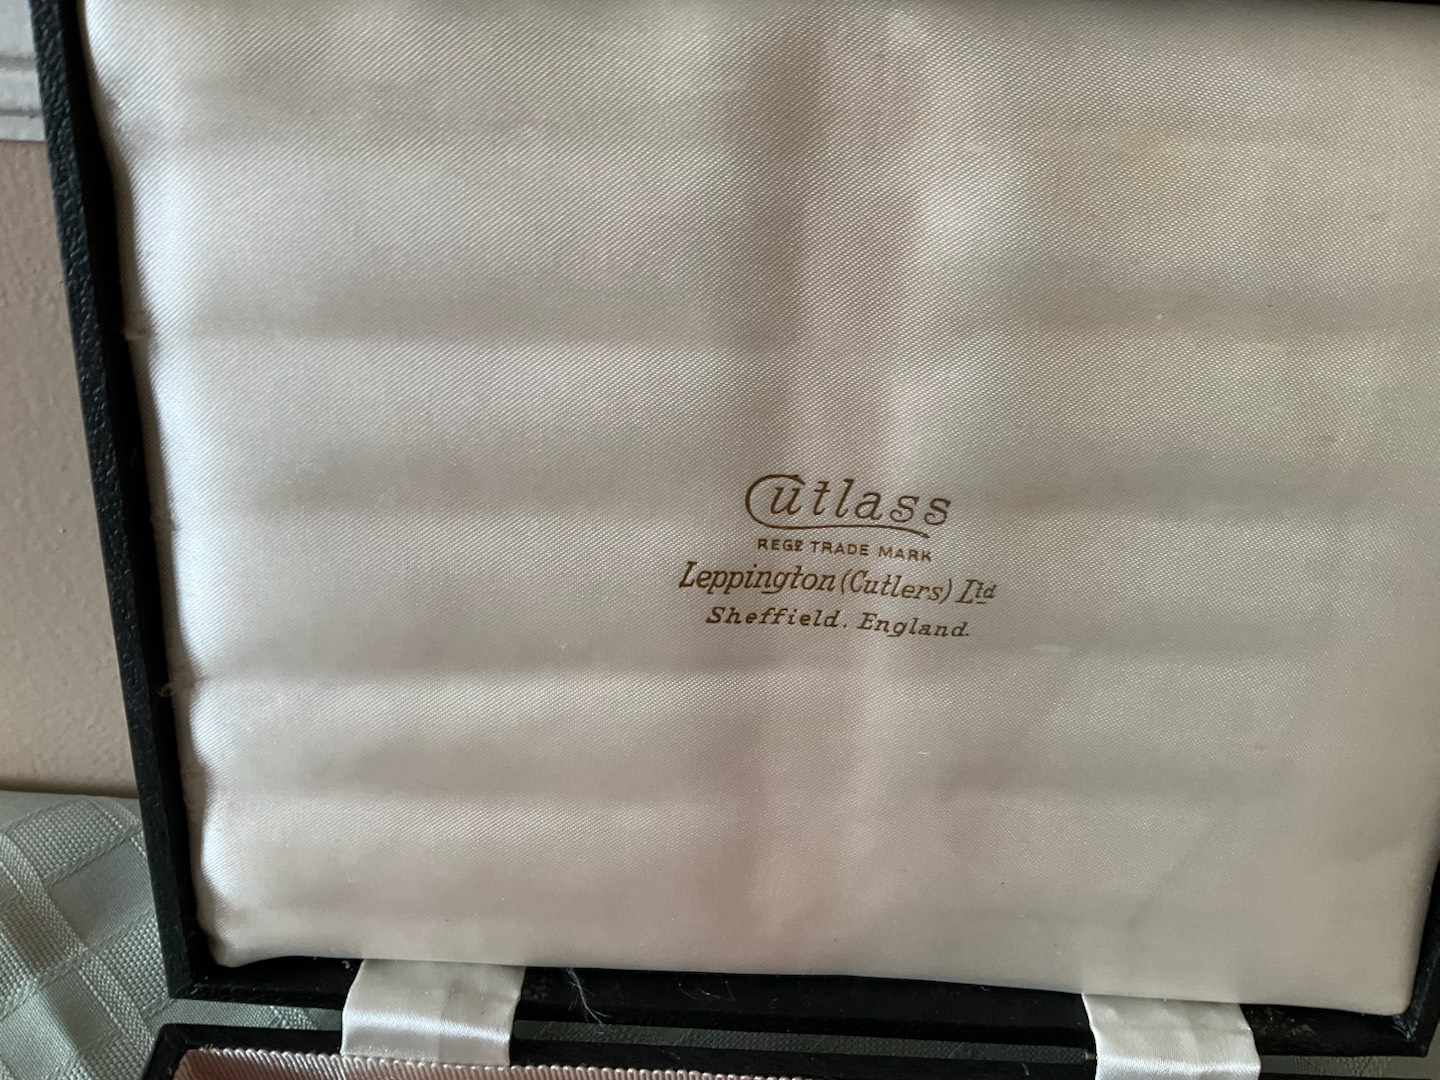 Cutlass
REGD TRADE MARK
Leppington (Cutlers) Ltd
Sheffield. England.